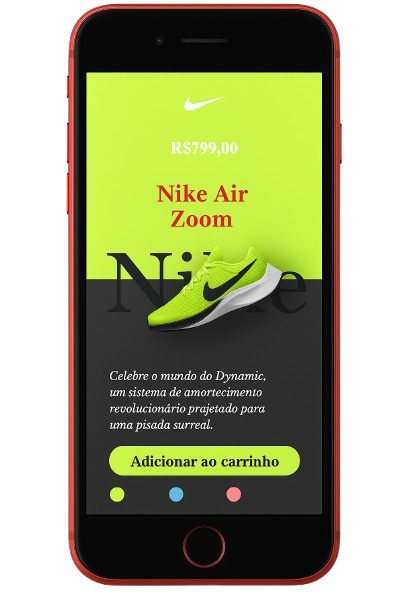 R$799,00
Nike Air
Zoom
Nike
Celebre o mundo do Dynamic,
um sistema de amortecimento
revolucionário prajetado para
uma pisada surreal.
Adicionar ao carrinho